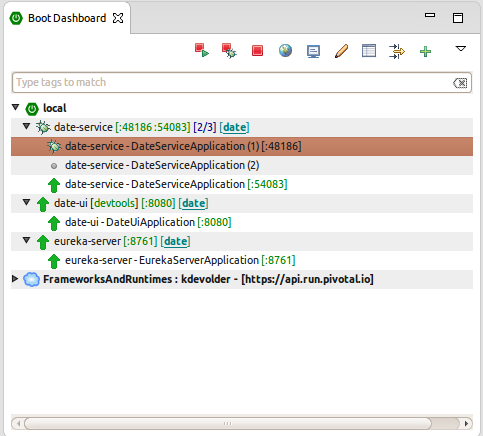 Boot Dashboard
Type tags to match
local
date-service [:48186:54083] [2/3] [date]
date-service - DateServiceApplication (1) [:48186]
date-service - DateServiceApplication (2)
date-service - DateServiceApplication [:54083]
date-ui [devtools] [:8080] [date]
date-ui - DateUiApplication [:8080]
eureka-server [:8761] [date]
eureka-server - EurekaServerApplication [:8761]
FrameworksAndRuntimes : kdevolder - [https://api.run.pivotal.io]